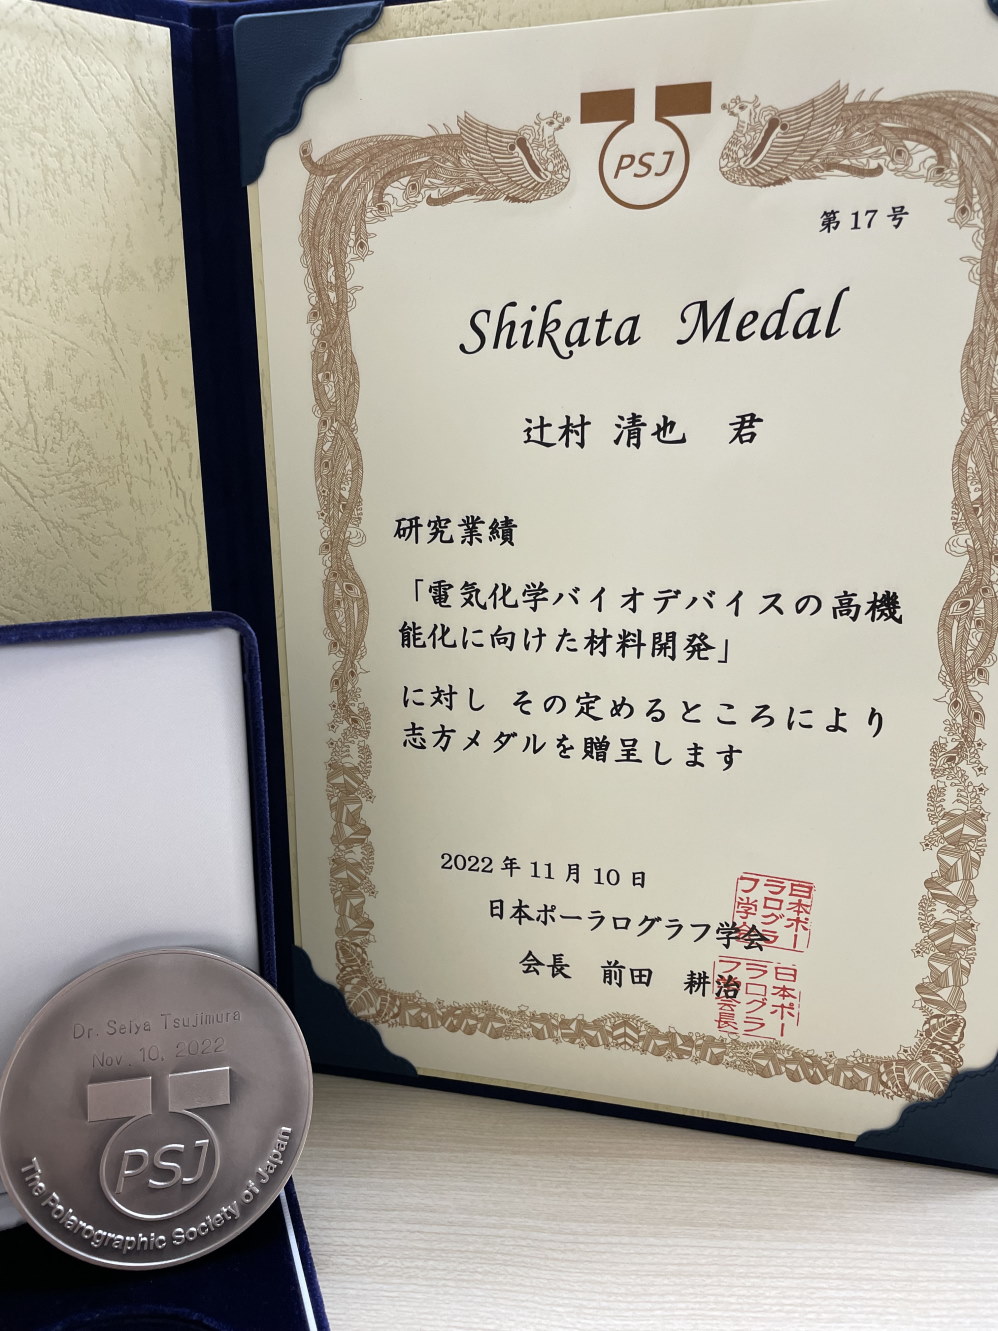 PSJ
第17号
Shikata Medal
辻村 清也 君
研究業績
「電気化学バイオデバイスの高機
能化に向けた材料開発」
に対し その定めるところにより
志方メダルを贈呈します
2022年11月10日
日本ポーラログラフ学会
会長 前田 耕治
日本ポー
ラログラ
フ学会
日本ポー
ラログラ
フ学会長
Dr. Seiya Tsujimura
Nov. 10, 2022
PSJ
The Polarographic Society of Japan